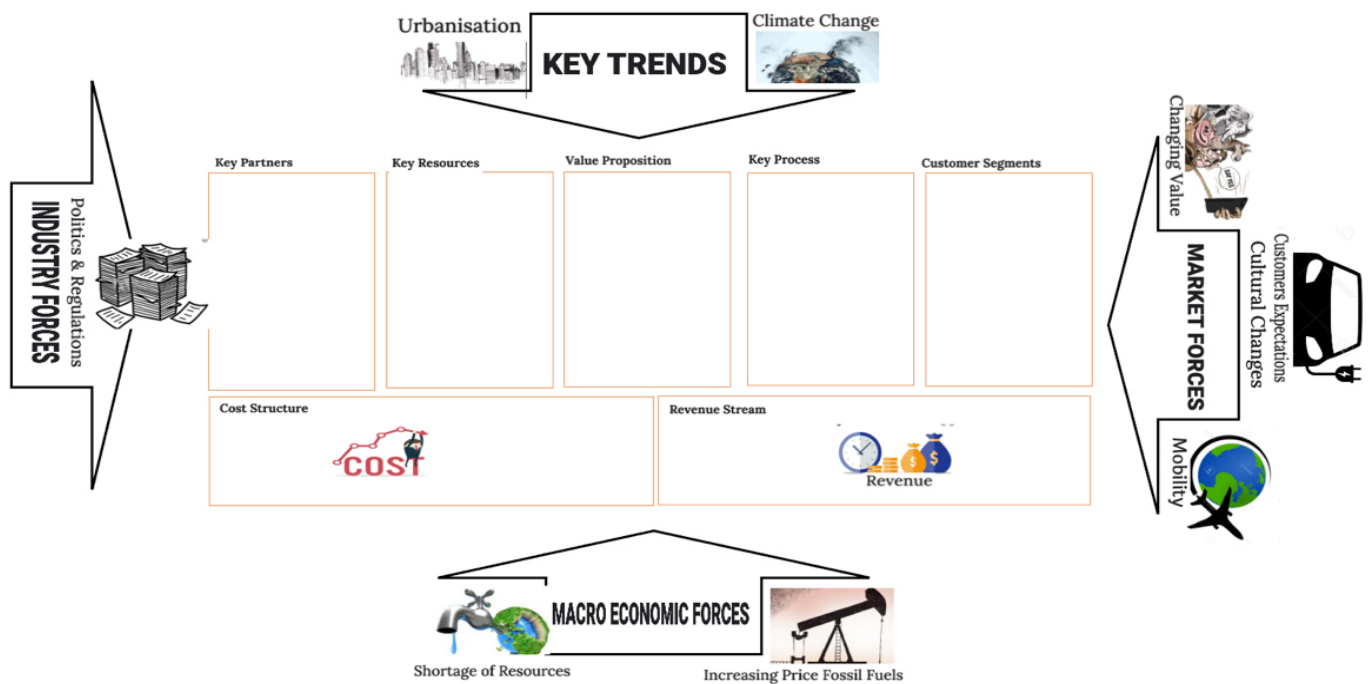 Urbanisation
KEY TRENDS
Climate Change
Key Partners
Key Resources
Value Proposition
Key Process
Customer Segments
Politics & Regulations
INDUSTRY FORCES
Changing Value
SAY YES
MARKET FORCES
Customers Expectations
Cultural Changes
Mobility
Cost Structure
COST
Revenue Stream
Revenue
MACRO ECONOMIC FORCES
Shortage of Resources
Increasing Price Fossil Fuels